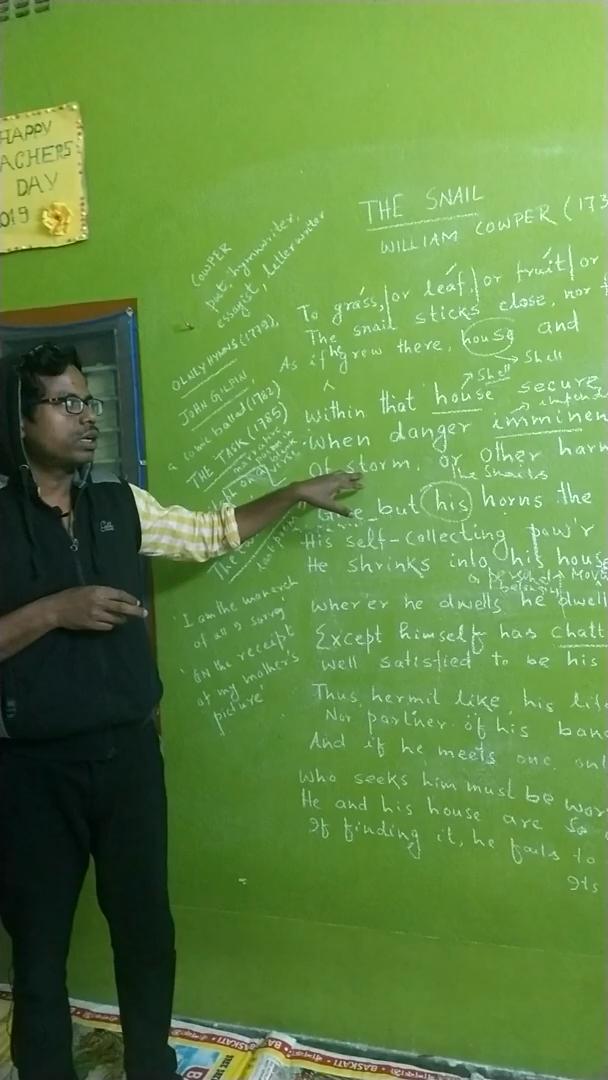 HAPPY
ACHERS
DAY
019
COWPER
poet, hymnwriter,
essayist, Letterwriter
OLNEY HYMNS (1779),
JOHN GILPIN,
a comic ballad (1782)
THE TASK (1785)
I am the monarch
of all I survey
ON the receipt
of my mother's
picture'
THE SNAIL
WILLIAM COWPER (173
To grass, or leaf, or fruit or
The snail sticks close, nor
As if he grew there, house and
Shell
Shell
within that house secure
When danger imminen
Of storm, or other harm
The Snails
Give but his horns the
His self-collecting pow'r
He shrinks into his house
wher'er he dwells he dwell
Except himself has chatt
well satisfied to be his
Thus, hermit like, his life
Nor partner of his ban
And if he meets one, onl
Who seeks him must be wor
He and his house are so
If finding it, he fails to
Its
BASKATI